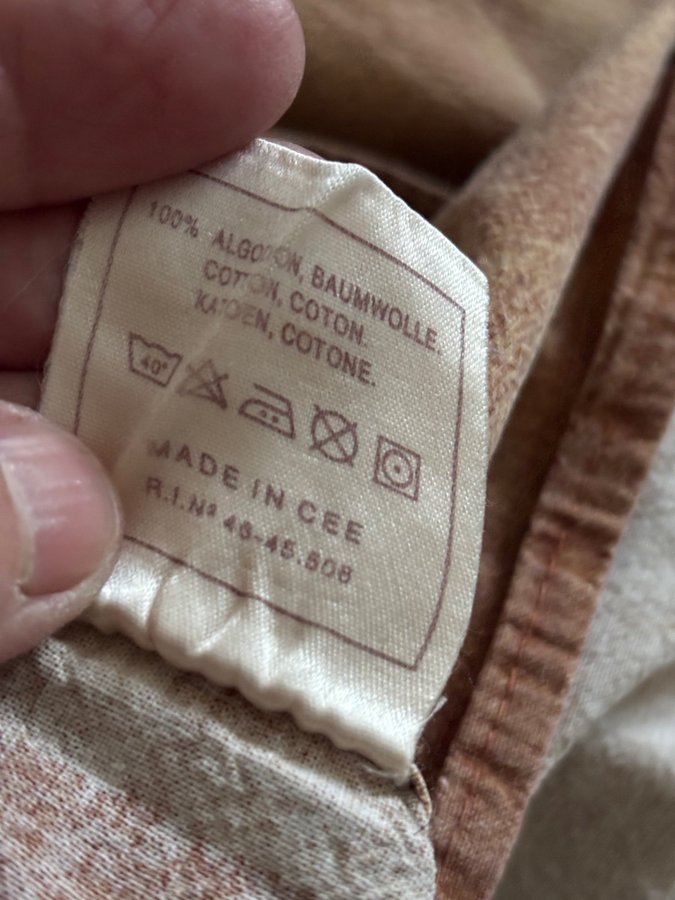 100% ALGODON, BAUMWOLLE.
COTTON, COTON.
KATOEN, COTONE.
40°
MADE IN CEE
R.I.Nº 46-45.808